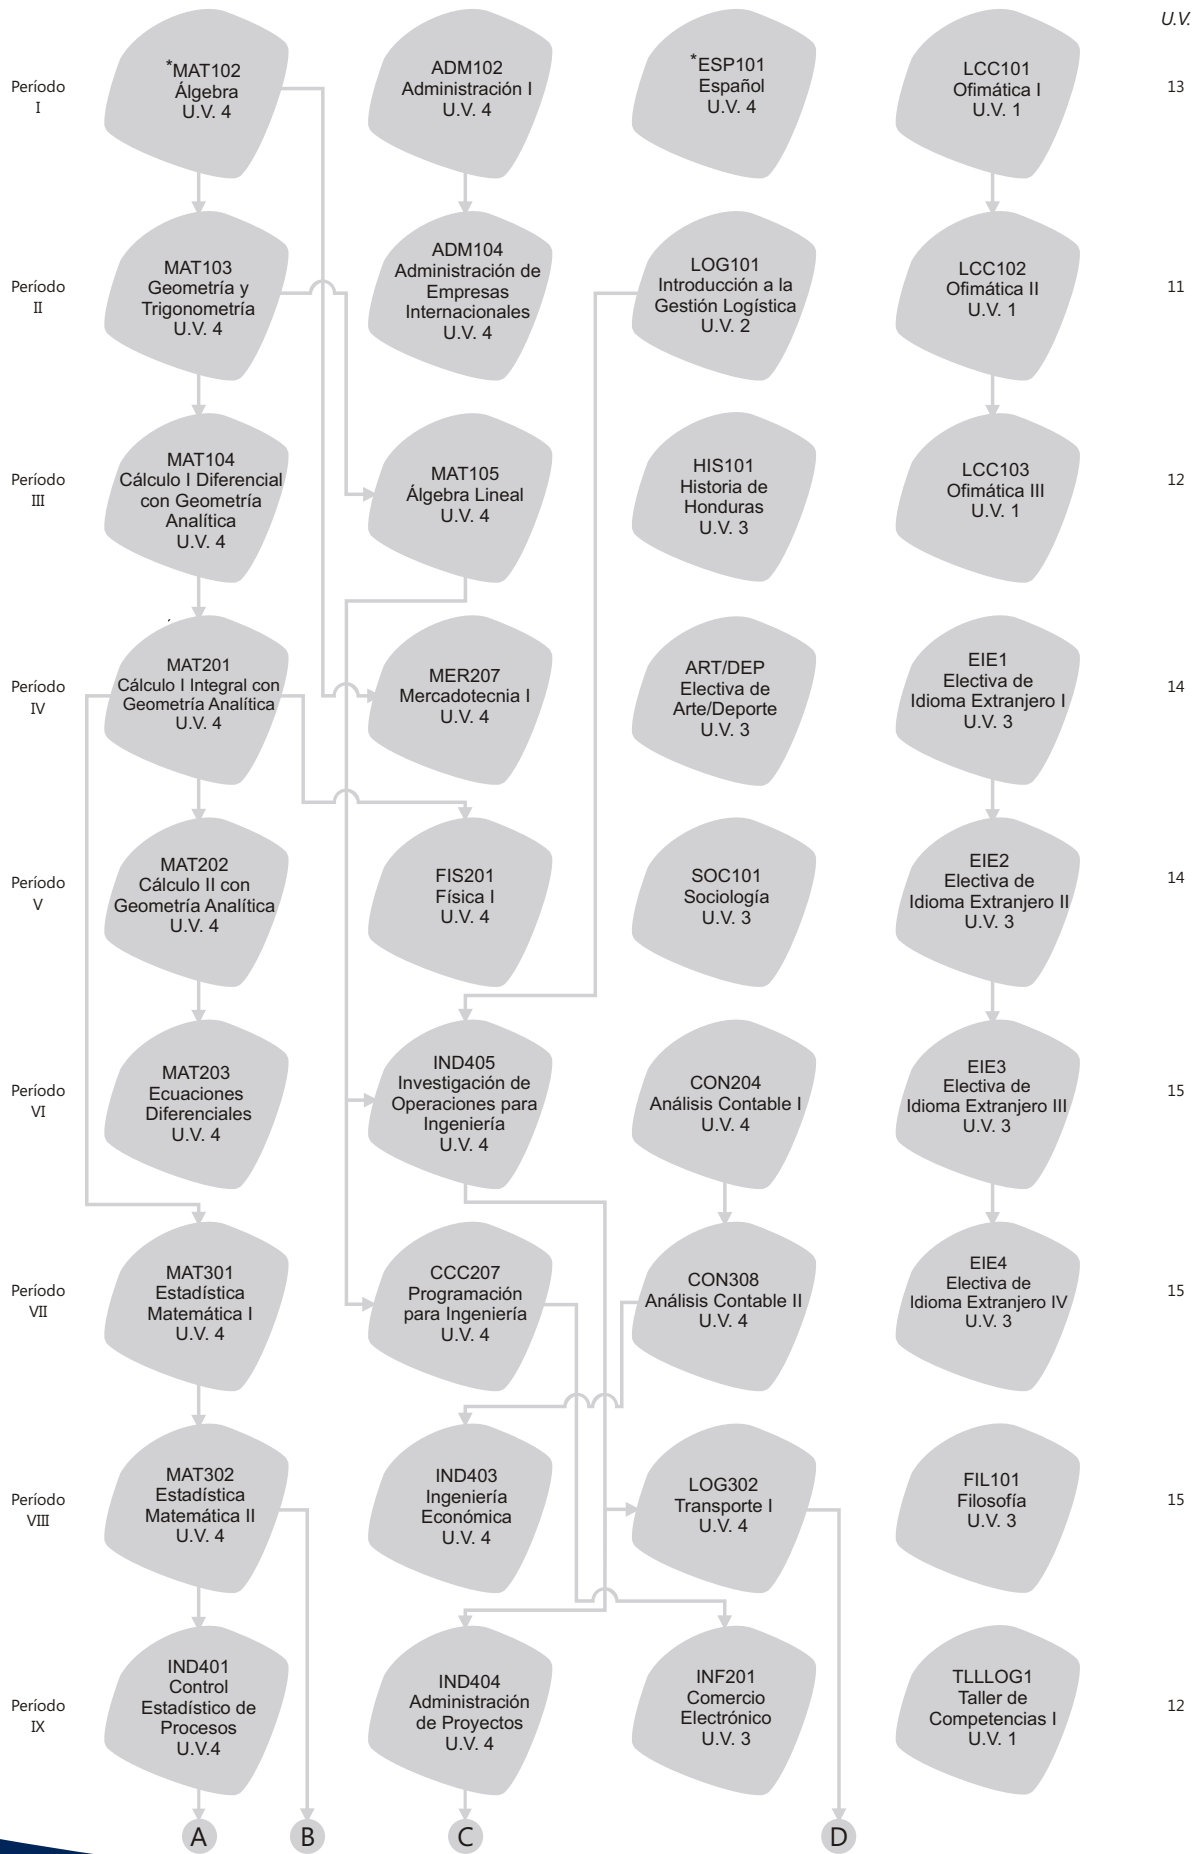 U.V.
Período
I
*MAT102
Álgebra
U.V. 4
ADM102
Administración I
U.V. 4
*ESP101
Español
U.V. 4
LCC101
Ofimática I
U.V. 1
13
Período
II
MAT103
Geometría y
Trigonometría
U.V. 4
ADM104
Administración de
Empresas
Internacionales
U.V. 4
LOG101
Introducción a la
Gestión Logística
U.V. 2
LCC102
Ofimática II
U.V. 1
11
Período
III
MAT104
Cálculo I Diferencial
con Geometría
Analítica
U.V. 4
MAT105
Álgebra Lineal
U.V. 4
HIS101
Historia de
Honduras
U.V. 3
LCC103
Ofimática III
U.V. 1
12
Período
IV
MAT201
Cálculo I Integral con
Geometría Analítica
U.V. 4
MER207
Mercadotecnia I
U.V. 4
ART/DEP
Electiva de
Arte/Deporte
U.V. 3
EIE1
Electiva de
Idioma Extranjero I
U.V. 3
14
Período
V
MAT202
Cálculo II con
Geometría Analítica
U.V. 4
FIS201
Física I
U.V. 4
SOC101
Sociología
U.V. 3
EIE2
Electiva de
Idioma Extranjero II
U.V. 3
14
Período
VI
MAT203
Ecuaciones
Diferenciales
U.V. 4
IND405
Investigación de
Operaciones para
Ingeniería
U.V. 4
CON204
Análisis Contable I
U.V. 4
EIE3
Electiva de
Idioma Extranjero III
U.V. 3
15
Período
VII
MAT301
Estadística
Matemática I
U.V. 4
CCC207
Programación
para Ingeniería
U.V. 4
CON308
Análisis Contable II
U.V. 4
EIE4
Electiva de
Idioma Extranjero IV
U.V. 3
15
Período
VIII
MAT302
Estadística
Matemática II
U.V. 4
IND403
Ingeniería
Económica
U.V. 4
LOG302
Transporte I
U.V. 4
FIL101
Filosofía
U.V. 3
15
Período
IX
IND401
Control
Estadístico de
Procesos
U.V.4
IND404
Administración
de Proyectos
U.V. 4
INF201
Comercio
Electrónico
U.V. 3
TLLLOG1
Taller de
Competencias I
U.V. 1
12
A
B
C
D